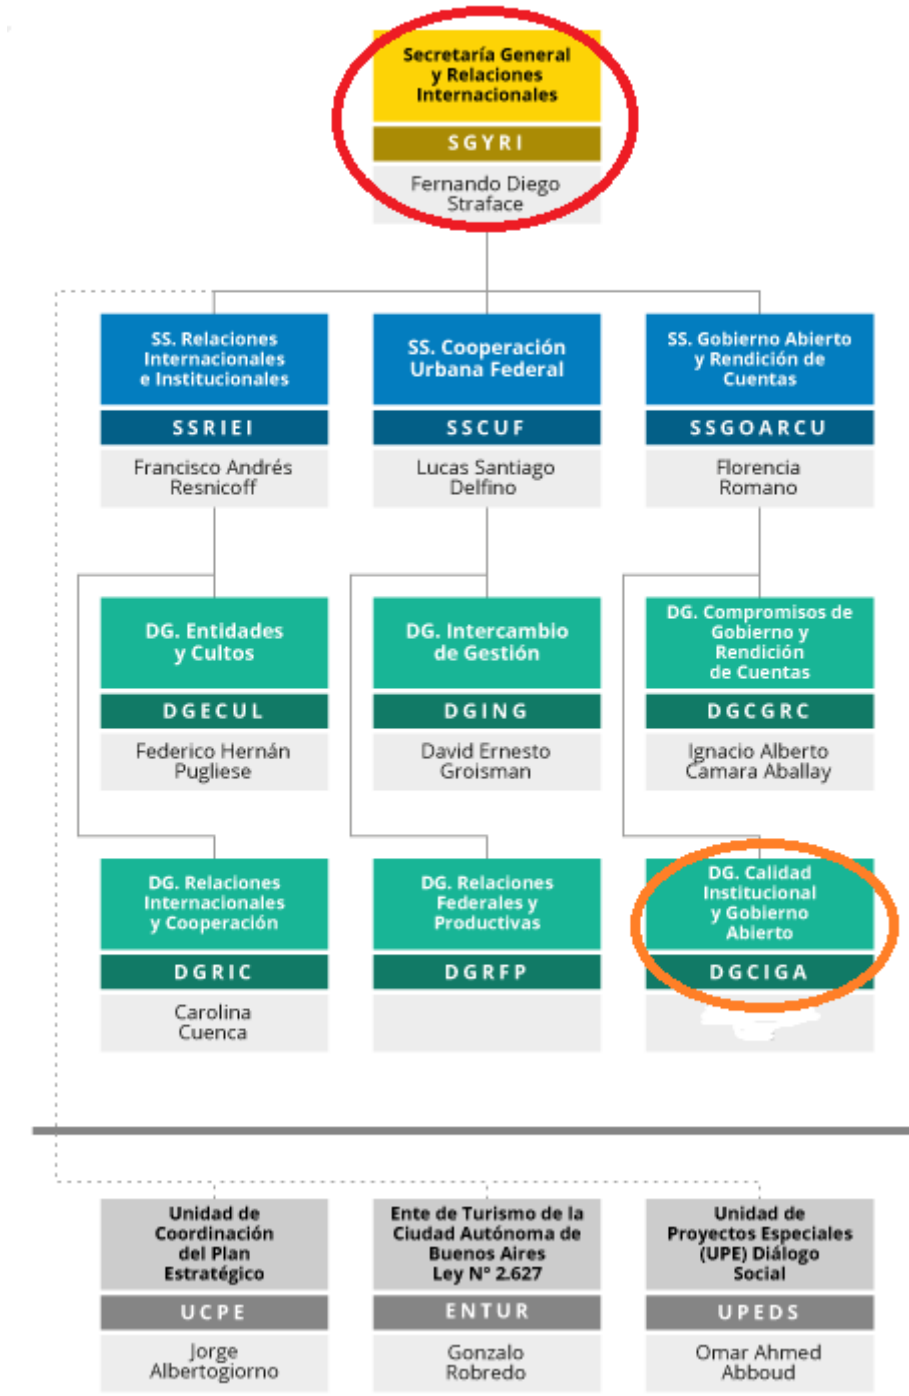 Secretaría General
y Relaciones
Internacionales
SGYRI
Fernando Diego
Straface
SS. Relaciones
Internacionales
e Institucionales
SSRIEI
Francisco Andrés
Resnicoff
SS. Cooperación
Urbana Federal
SSCUF
Lucas Santiago
Delfino
SS. Gobierno Abierto
y Rendición de
Cuentas
SSGOARCU
Florencia
Romano
DG. Entidades
y Cultos
DGECUL
Federico Hernán
Pugliese
DG. Intercambio
de Gestión
DGING
David Ernesto
Groisman
DG. Compromisos de
Gobierno y
Rendición
de Cuentas
DGCGRC
Ignacio Alberto
Camara Aballay
DG. Relaciones
Internacionales
y Cooperación
DGRIC
Carolina
Cuenca
DG. Relaciones
Federales y
Productivas
DGRFP
DG. Calidad
Institucional
y Gobierno
Abierto
DGCIGA
Unidad de
Coordinación
del Plan
Estratégico
UCPE
Jorge
Albertogiorno
Ente de Turismo de la
Ciudad Autónoma de
Buenos Aires
Ley N° 2.627
ENTUR
Gonzalo
Robredo
Unidad de
Proyectos Especiales
(UPE) Diálogo
Social
UPEDS
Omar Ahmed
Abboud